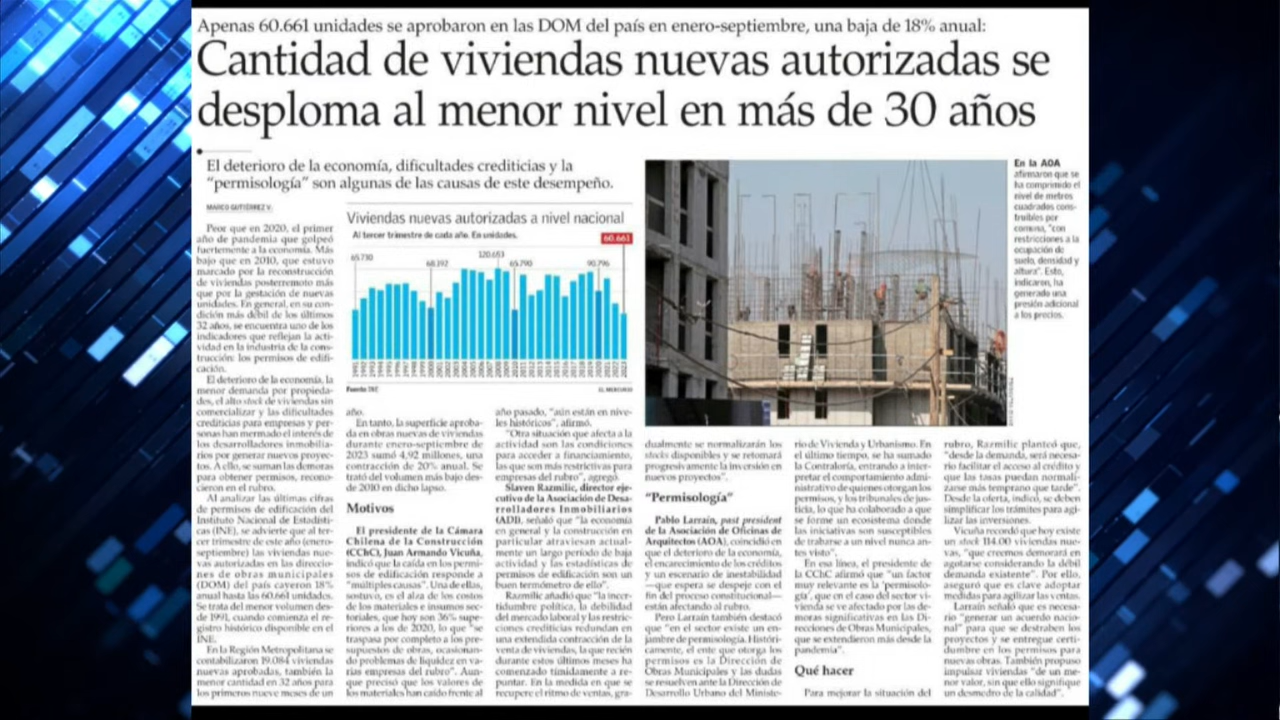 Apenas 60.661 unidades se aprobaron en las DOM del país en enero-septiembre, una baja de 18% anual:
Cantidad de viviendas nuevas autorizadas se
desploma al menor nivel en más de 30 años
El deterioro de la economía, dificultades crediticias y la
“permisología” son algunas de las causas de este desempeño.
MARCO GUTIÉRREZ V.
Peor que en 2020, el primer
año de pandemia que golpeó
fuertemente a la economía. Más
bajo que en 2010, que estuvo
marcado por la reconstrucción
de viviendas posterremoto más
que por la gestación de nuevas
unidades. En general, en su con-
dición más débil de los últimos
32 años, se encuentra uno de los
indicadores que reflejan la acti-
vidad en la industria de la cons-
trucción: los permisos de edifi-
cación.
El deterioro de la economía, la
menor demanda por propieda-
des, el alto stock de viviendas sin
comercializar y las dificultades
crediticias para empresas y per-
sonas han mermado el interés de
los desarrolladores inmobilia-
rios por generar nuevos proyec-
tos. A ello, se suman las demoras
para obtener permisos, recono-
cieron en el rubro.
Al analizar las últimas cifras
de permisos de edificación del
Instituto Nacional de Estadísti-
cas (INE), se advierte que al ter-
cer trimestre de este año (enero-
septiembre) las viviendas nue-
vas autorizadas en las direccio-
nes de obras municipales
(DOM) del país cayeron 18%
anual hasta las 60.661 unidades.
Se trata del menor volumen des-
de 1991, cuando comienza el re-
gistro histórico disponible en el
INE.
En la Región Metropolitana se
contabilizaron 19.084 viviendas
nuevas aprobadas, también la
menor cantidad en 32 años para
los primeros nueve meses de un
Viviendas nuevas autorizadas a nivel nacional
Al tercer trimestre de cada año. En unidades.
60.661
120.693
65.730
68.192
65.790
90.796
Fuente: INE
EL MERCURIO
año.
En tanto, la superficie aproba-
da en obras nuevas de viviendas
durante enero-septiembre de
2023 sumó 4,92 millones, una
contracción de 20% anual. Se
trató del volumen más bajo des-
de 2010 en dicho lapso.
Motivos
El presidente de la Cámara
Chilena de la Construcción
(CChC), Juan Armando Vicuña,
indicó que la caída en los permi-
sos de edificación responde a
“múltiples causas”. Una de ellas,
sostuvo, es el alza de los costos
de los materiales e insumos sec-
toriales, que hoy son 36% supe-
riores a los de 2020, lo que “se
traspasa por completo a los pre-
supuestos de obras, ocasionan-
do problemas de liquidez en va-
rias empresas del rubro”. Aun-
que precisó que los valores de
los materiales han caído frente al
año pasado, “aún están en nive-
les históricos”, afirmó.
“Otra situación que afecta a la
actividad son las condiciones
para acceder a financiamiento,
las que son más restrictivas para
empresas del rubro”, agregó.
Slaven Razmilic, director eje-
cutivo de la Asociación de Desa-
rrolladores Inmobiliarios
(ADI), señaló que “la economía
en general y la construcción en
particular atraviesan actual-
mente un largo período de baja
actividad y las estadísticas de
permisos de edificación son un
buen termómetro de ello”.
Razmilic añadió que “la incer-
tidumbre política, la debilidad
del mercado laboral y las restric-
ciones crediticias redundan en
una extendida contracción de la
venta de viviendas, la que recién
durante estos últimos meses ha
comenzado tímidamente a re-
puntar. En la medida en que se
recupere el ritmo de ventas, gra-
En la AOA
afirmaron que se
ha comprimido el
nivel de metros
cuadrados cons-
truibles por
comuna, “con
restricciones a la
ocupación de
suelo, densidad y
altura”. Esto,
indicaron, ha
generado una
presión adicional
a los precios.
dualmente se normalizarán los
stocks disponibles y se retomará
progresivamente la inversión en
nuevos proyectos”.
“Permisología”
Pablo Larraín, past president
de la Asociación de Oficinas de
Arquitectos (AOA), coincidió en
que el deterioro de la economía,
el encarecimiento de los créditos
y un escenario de inestabilidad
—que espera se despeje con el
fin del proceso constitucional—
están afectando al rubro.
Pero Larraín también destacó
que “en el sector existe un en-
jambre de permisología. Históri-
camente, el ente que otorga los
permisos es la Dirección de
Obras Municipales y las dudas
se resuelven ante la Dirección de
Desarrollo Urbano del Ministe-
rio de Vivienda y Urbanismo. En
el último tiempo, se ha sumado
la Contraloría, entrando a inter-
pretar el comportamiento admi-
nistrativo de quienes otorgan los
permisos, y los tribunales de jus-
ticia, lo que ha colaborado a que
se forme un ecosistema donde
las iniciativas son susceptibles
de trabarse a un nivel nunca an-
tes visto”.
En esa línea, el presidente de
la CChC afirmó que “un factor
muy relevante es la ‘permisolo-
gía’, que en el caso del sector vi-
vienda se ve afectado por las de-
moras significativas en las Di-
recciones de Obras Municipales,
que se extendieron más desde la
pandemia”.
Qué hacer
Para mejorar la situación del
rubro, Razmilic planteó que,
“desde la demanda, será necesa-
rio facilitar el acceso al crédito y
que las tasas puedan normali-
zarse más temprano que tarde”.
Desde la oferta, indicó, se deben
simplificar los trámites para agi-
lizar las inversiones.
Vicuña recordó que hoy existe
un stock 114.00 viviendas nue-
vas, “que creemos demorará en
agotarse considerando la débil
demanda existente”. Por ello,
aseguró que es clave adoptar
medidas para agilizar las ventas.
Larraín señaló que es necesa-
rio “generar un acuerdo nacio-
nal” para que se destraben los
proyectos y se entregue certi-
dumbre en los permisos para
nuevas obras. También propuso
impulsar viviendas “de un me-
nor valor, sin que ello signifique
un desmedro de la calidad”.